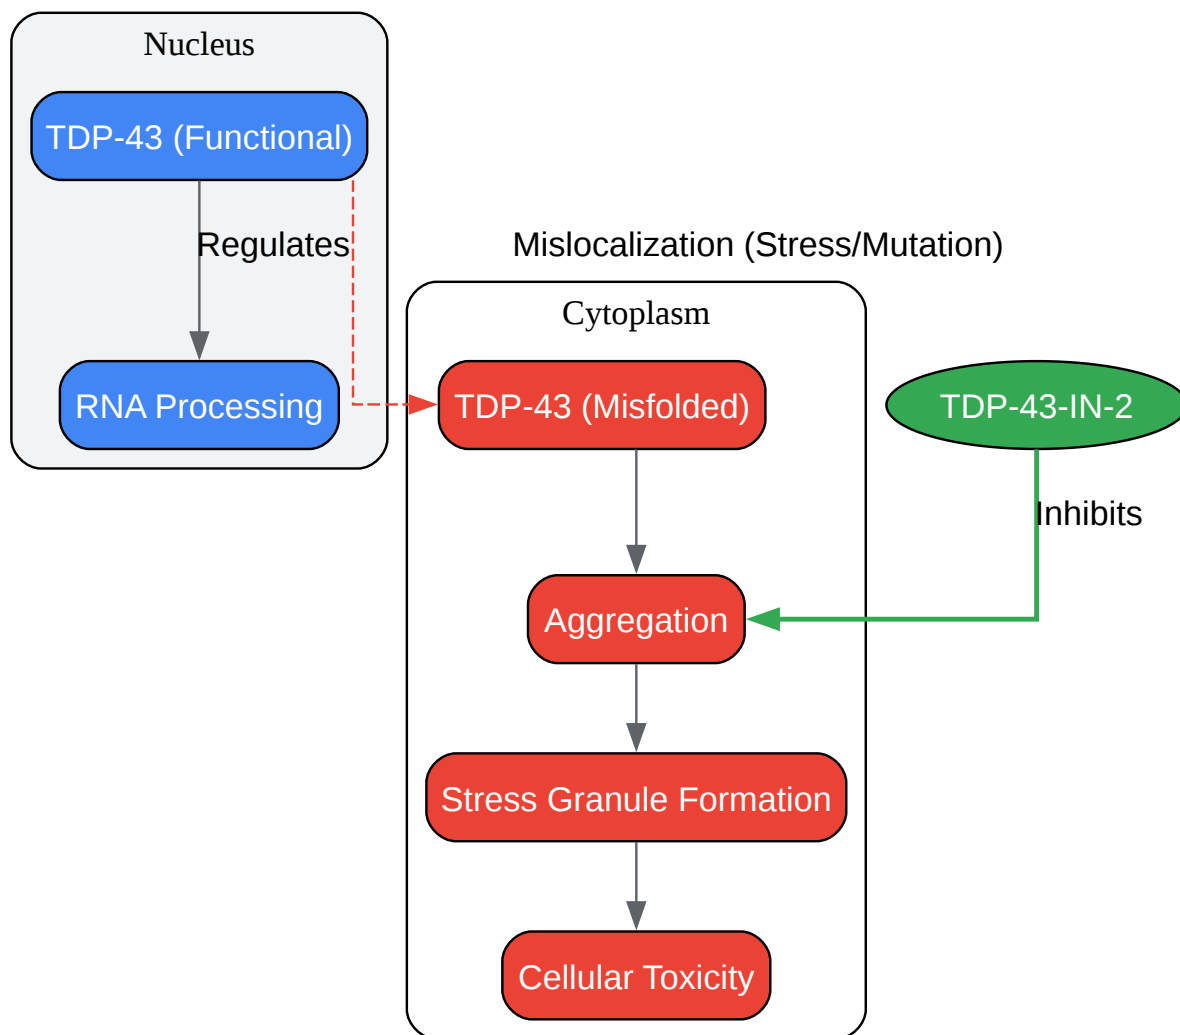 Nucleus
TDP-43 (Functional)
Regulates
Mislocalization (Stress/Mutation)
Cytoplasm
RNA Processing
TDP-43 (Misfolded)
TDP-43-IN-2
Inhibits
Aggregation
Stress Granule Formation
Cellular Toxicity